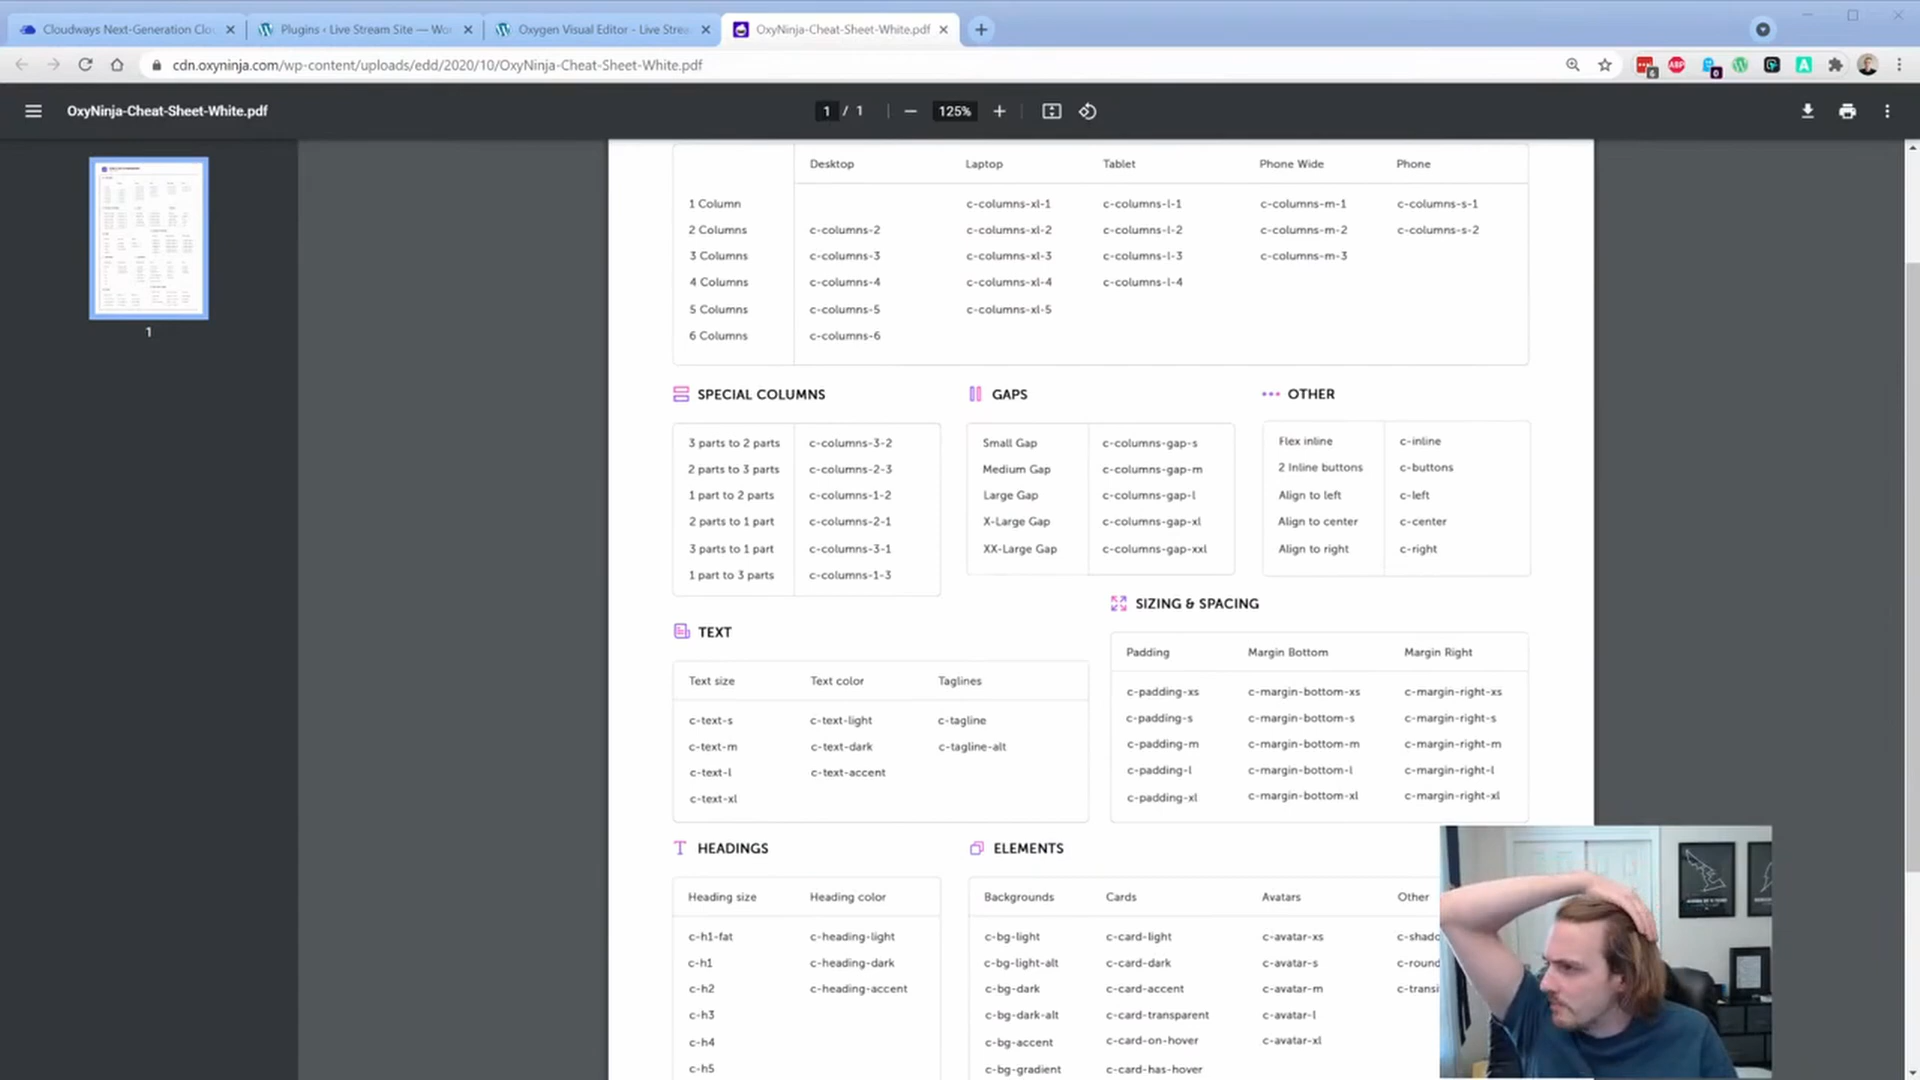 Cloudways Next-Generation Clo
Plugins ‹ Live Stream Site — Wor
Oxygen Visual Editor - Live Strea
OxyNinja-Cheat-Sheet-White.pdf
cdn.oxyninja.com/wp-content/uploads/edd/2020/10/OxyNinja-Cheat-Sheet-White.pdf
OxyNinja-Cheat-Sheet-White.pdf
1 / 1
125%
1
Desktop Laptop Tablet Phone Wide Phone
1 Column c-columns-xl-1 c-columns-l-1 c-columns-m-1 c-columns-s-1
2 Columns c-columns-2 c-columns-xl-2 c-columns-l-2 c-columns-m-2 c-columns-s-2
3 Columns c-columns-3 c-columns-xl-3 c-columns-l-3 c-columns-m-3
4 Columns c-columns-4 c-columns-xl-4 c-columns-l-4
5 Columns c-columns-5 c-columns-xl-5
6 Columns c-columns-6
SPECIAL COLUMNS
3 parts to 2 parts c-columns-3-2
2 parts to 3 parts c-columns-2-3
1 part to 2 parts c-columns-1-2
2 parts to 1 part c-columns-2-1
3 parts to 1 part c-columns-3-1
1 part to 3 parts c-columns-1-3
GAPS
Small Gap c-columns-gap-s
Medium Gap c-columns-gap-m
Large Gap c-columns-gap-l
X-Large Gap c-columns-gap-xl
XX-Large Gap c-columns-gap-xxl
OTHER
Flex inline c-inline
2 Inline buttons c-buttons
Align to left c-left
Align to center c-center
Align to right c-right
TEXT
Text size Text color Taglines
c-text-s c-text-light c-tagline
c-text-m c-text-dark c-tagline-alt
c-text-l c-text-accent
c-text-xl
SIZING & SPACING
Padding Margin Bottom Margin Right
c-padding-xs c-margin-bottom-xs c-margin-right-xs
c-padding-s c-margin-bottom-s c-margin-right-s
c-padding-m c-margin-bottom-m c-margin-right-m
c-padding-l c-margin-bottom-l c-margin-right-l
c-padding-xl c-margin-bottom-xl c-margin-right-xl
HEADINGS
Heading size Heading color
c-h1-fat c-heading-light
c-h1 c-heading-dark
c-h2 c-heading-accent
c-h3
c-h4
c-h5
ELEMENTS
Backgrounds Cards Avatars Other
c-bg-light c-card-light c-avatar-xs c-shado
c-bg-light-alt c-card-dark c-avatar-s c-round
c-bg-dark c-card-accent c-avatar-m c-transi
c-bg-dark-alt c-card-transparent c-avatar-l
c-bg-accent c-card-on-hover c-avatar-xl
c-bg-gradient c-card-has-hover